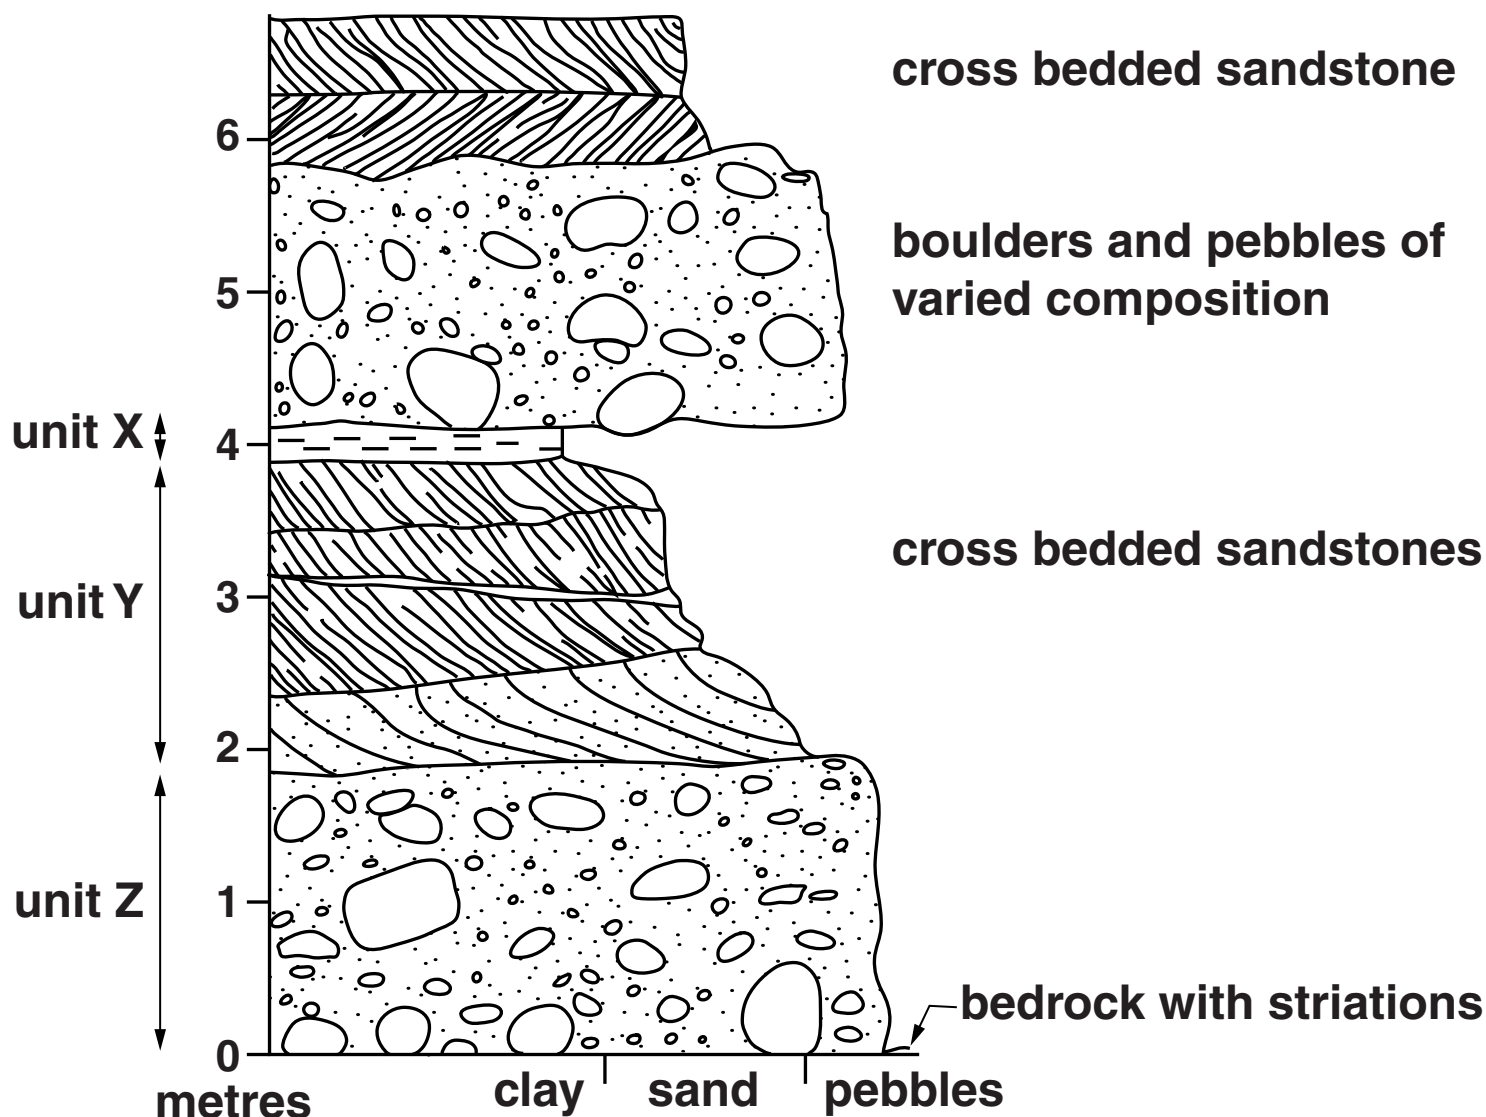 cross bedded sandstone
6
boulders and pebbles of
varied composition
5
unit X
4
cross bedded sandstones
unit Y
3
2
unit Z
1
bedrock with striations
0
metres
clay
sand
pebbles